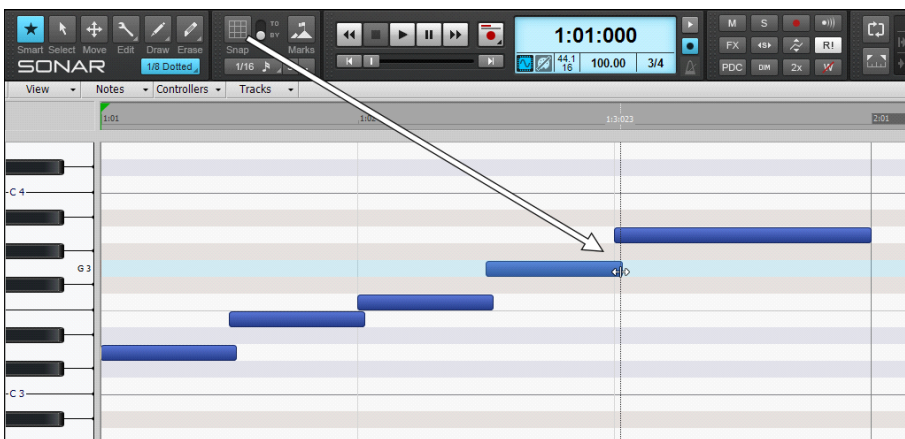 TO
BY
Smart Select Move Edit Draw Erase Snap Marks
SONAR
1/8 Dotted
1/16
1:01:000
44.1
16
100.00
3/4
M S
FX R!
PDC DIM 2x
View Notes Controllers Tracks
1:01 1:02 1:3:023 2:01
C 4
G 3
C 3